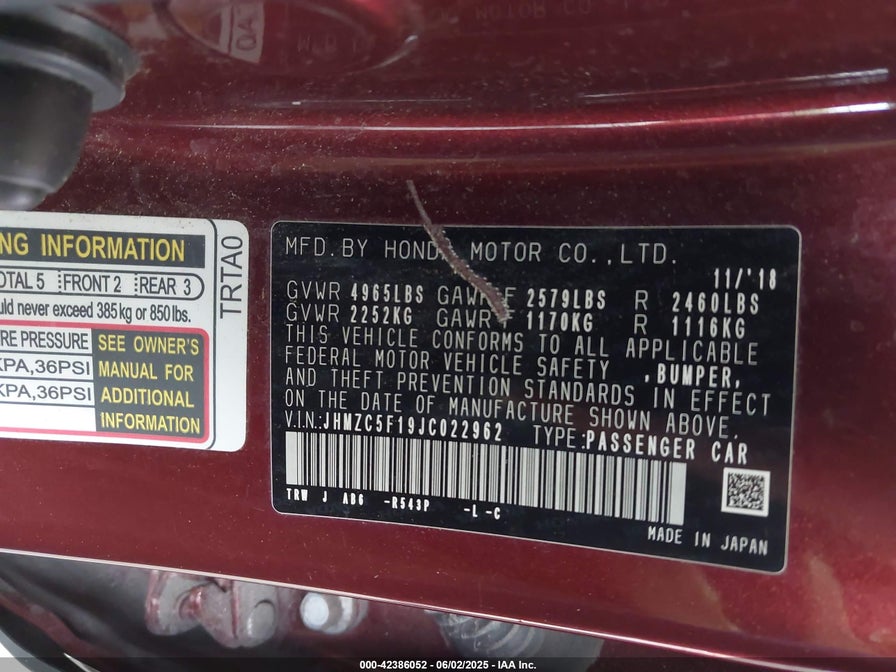 NG INFORMATION
OTAL 5 FRONT 2 REAR 3
uld never exceed 385kg or 850 lbs.
RE PRESSURE
KPA,36PSI
KPA,36PSI
SEE OWNER'S
MANUAL FOR
ADDITIONAL
INFORMATION
TRTA0
MFD.BY HONDA MOTOR CO.,LTD.
11/'18
GVWR 4965LBS GAWR F 2579LBS R 2460LBS
GVWR 2252KG GAWR F 1170KG R 1116KG
THIS VEHICLE CONFORMS TO ALL APPLICABLE
FEDERAL MOTOR VEHICLE SAFETY ,BUMPER,
AND THEFT PREVENTION STANDARDS IN EFFECT
ON THE DATE OF MANUFACTURE SHOWN ABOVE.
V.I.N.:JHMZC5F19JC022962 TYPE:PASSENGER CAR
TRW J ABG -R543P -L -C
MADE IN JAPAN
000-42386052 - 06/02/2025 - IAA Inc.